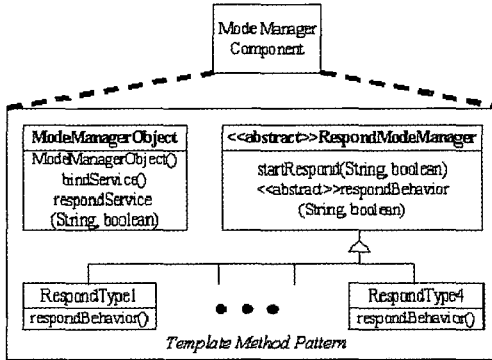 Mode Manager
Component
ModeManagerObject
ModeManagerObject()
bindService()
respondService
(String, boolean)
<<abstract>>RespondModeManager
startRespond(String, boolean)
<<abstract>>respondBehavior
(String, boolean)
RespondType1
respondBehavior()
RespondType4
respondBehavior()
Template Method Pattern